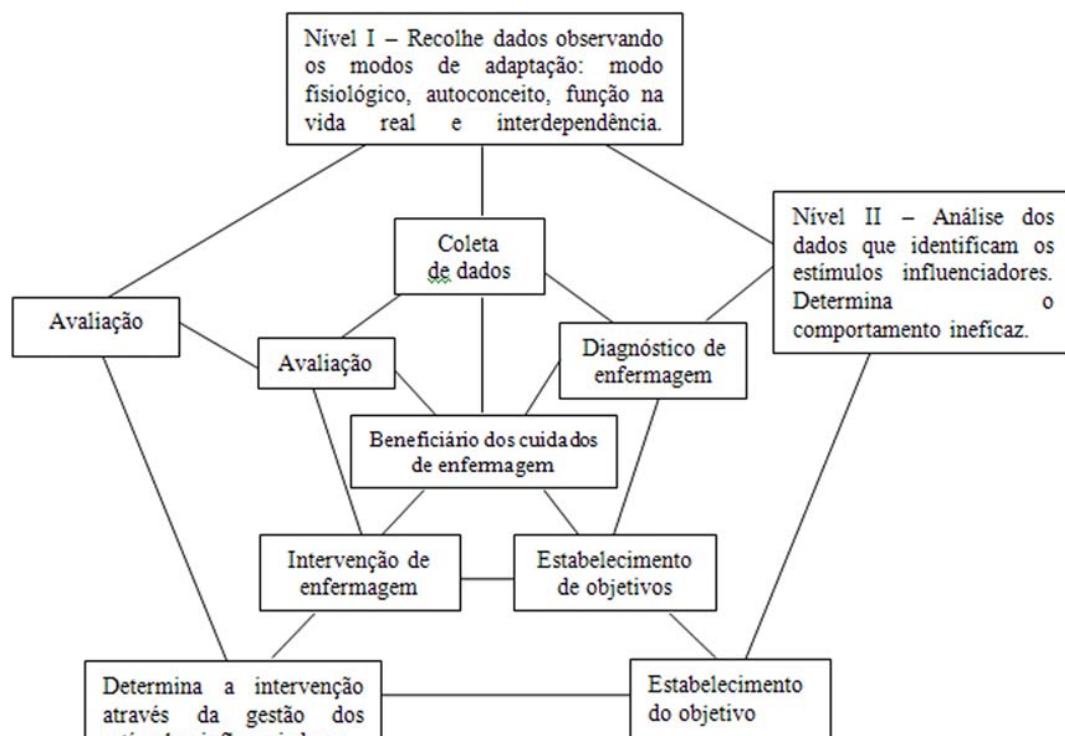 Nível I – Recolhe dados observando
os modos de adaptação: modo
fisiológico, autoconceito, função na
vida real e interdependência.
Coleta
de dados
Nível II – Análise dos
dados que identificam os
estímulos influenciadores.
Determina o
comportamento ineficaz.
Avaliação
Avaliação
Diagnóstico de
enfermagem
Beneficiário dos cuidados
de enfermagem
Intervenção de
enfermagem
Estabelecimento
de objetivos
Determina a intervenção
através da gestão dos
Estabelecimento
do objetivo